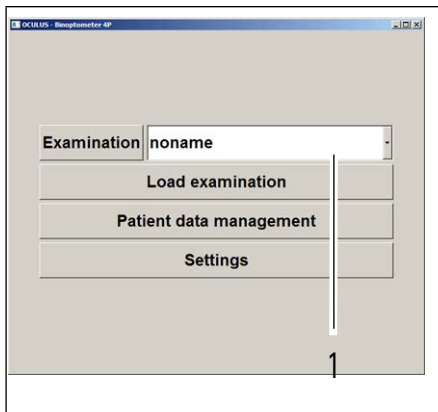 OCULUS - Binoptometer 4P
Examination noname
Load examination
Patient data management
Settings
1